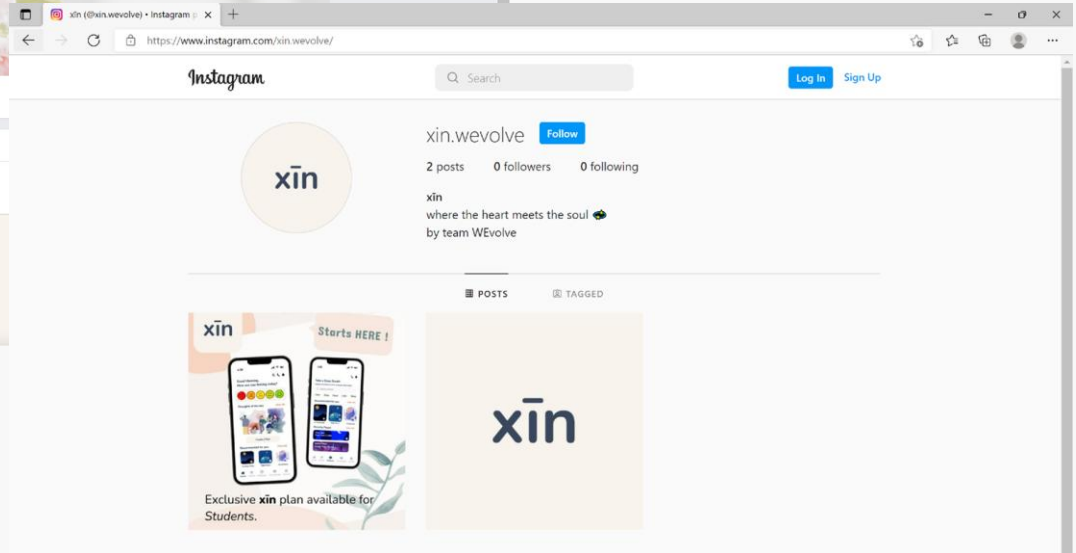 xīn (@xin.wevolve) • Instagram p
https://www.instagram.com/xin.wevolve/
Instagram
Search
Log In
Sign Up
xīn
xin.wevolve
Follow
2 posts 0 followers 0 following
xīn
where the heart meets the soul
by team WEvolve
POSTS
TAGGED
xīn
Starts HERE !
Exclusive xīn plan available for
Students.
xīn